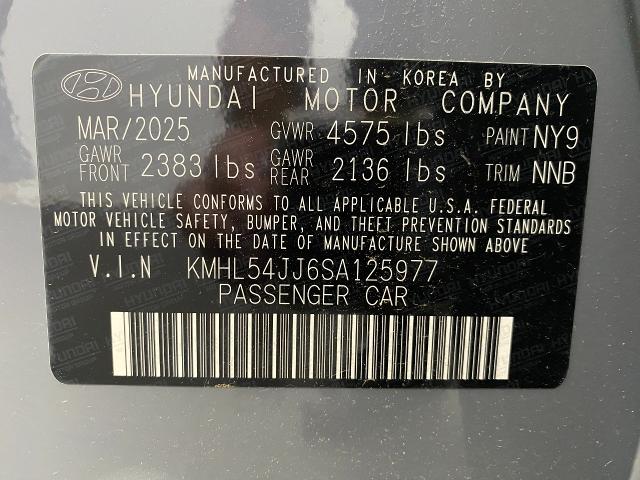 MANUFACTURED IN KOREA BY
HYUNDAI MOTOR COMPANY
MAR/2025 GVWR 4575 lbs PAINT NY9
GAWR FRONT 2383 lbs GAWR REAR 2136 lbs TRIM NNB
THIS VEHICLE CONFORMS TO ALL APPLICABLE U.S.A. FEDERAL
MOTOR VEHICLE SAFETY, BUMPER, AND THEFT PREVENTION STANDARDS
IN EFFECT ON THE DATE OF MANUFACTURE SHOWN ABOVE.
V.I.N KMHL54JJ6SA125977
PASSENGER CAR